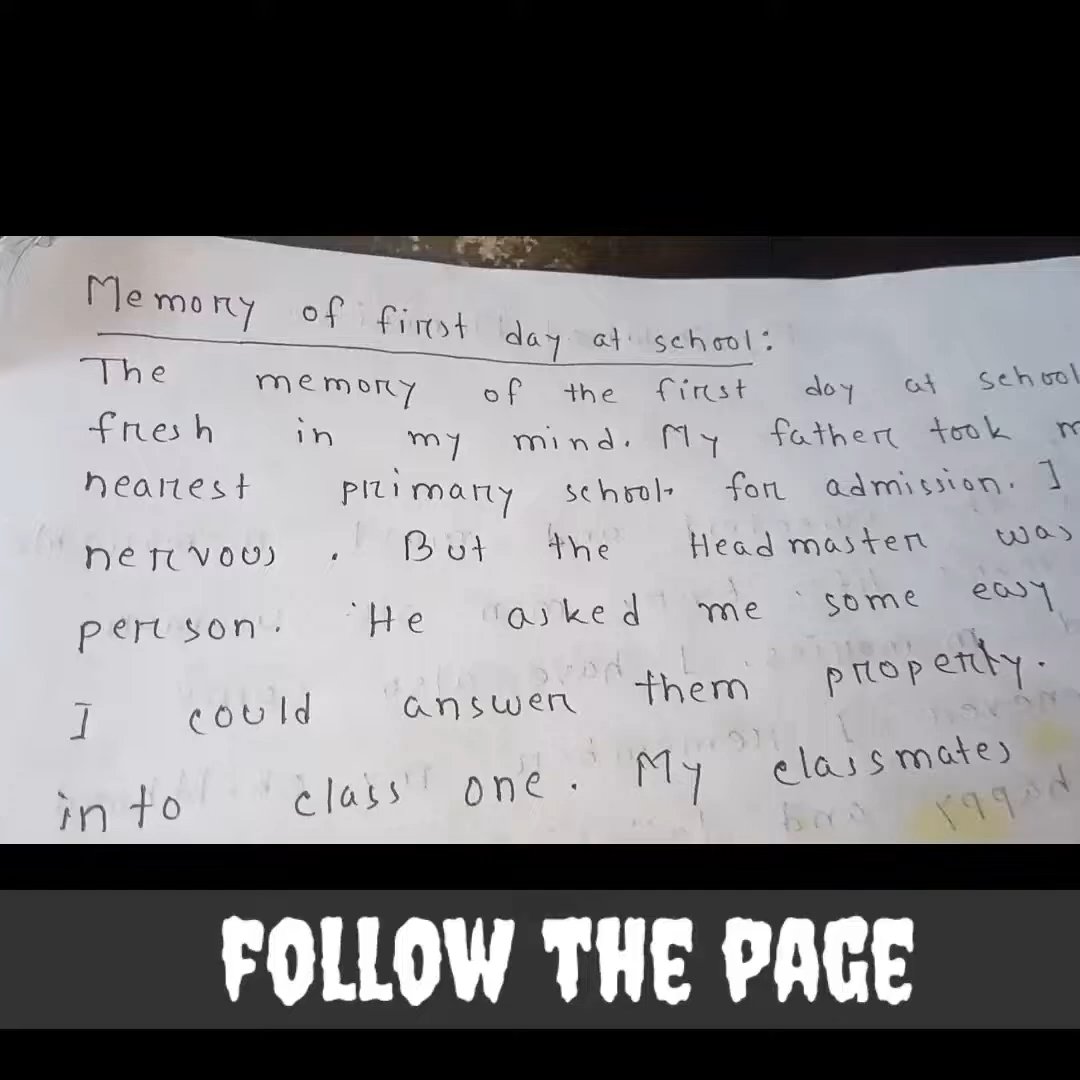 Memory of first day at school:
The memory of the first day at school
fresh in my mind. My father took m
nearest primary school. for admission. I
nervous . But the Headmaster was
person. He asked me some easy
I could answer them properly.
into class one. My classmates
FOLLOW THE PAGE